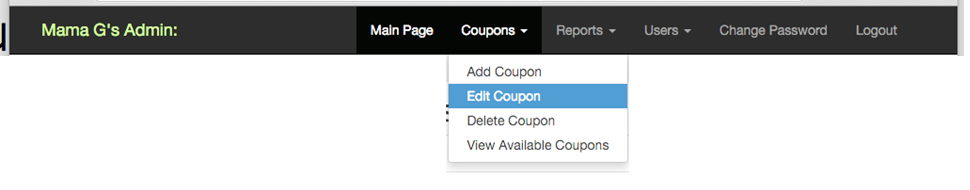 Mama G's Admin: Main Page Coupons Reports Users Change Password Logout
Add Coupon
Edit Coupon
Delete Coupon
View Available Coupons